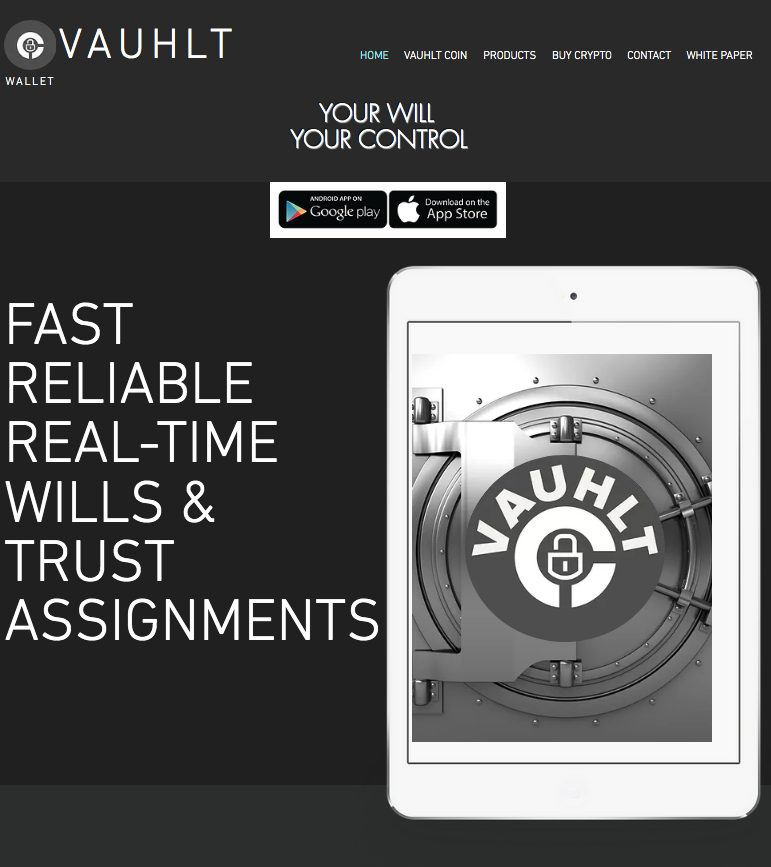 VAUHLT
WALLET
HOME VAUHLT COIN PRODUCTS BUY CRYPTO CONTACT WHITE PAPER
YOUR WILL
YOUR CONTROL
ANDROID APP ON
Google play
Download on the
App Store
FAST
RELIABLE
REAL-TIME
WILLS &
TRUST
ASSIGNMENTS
VAUHLT